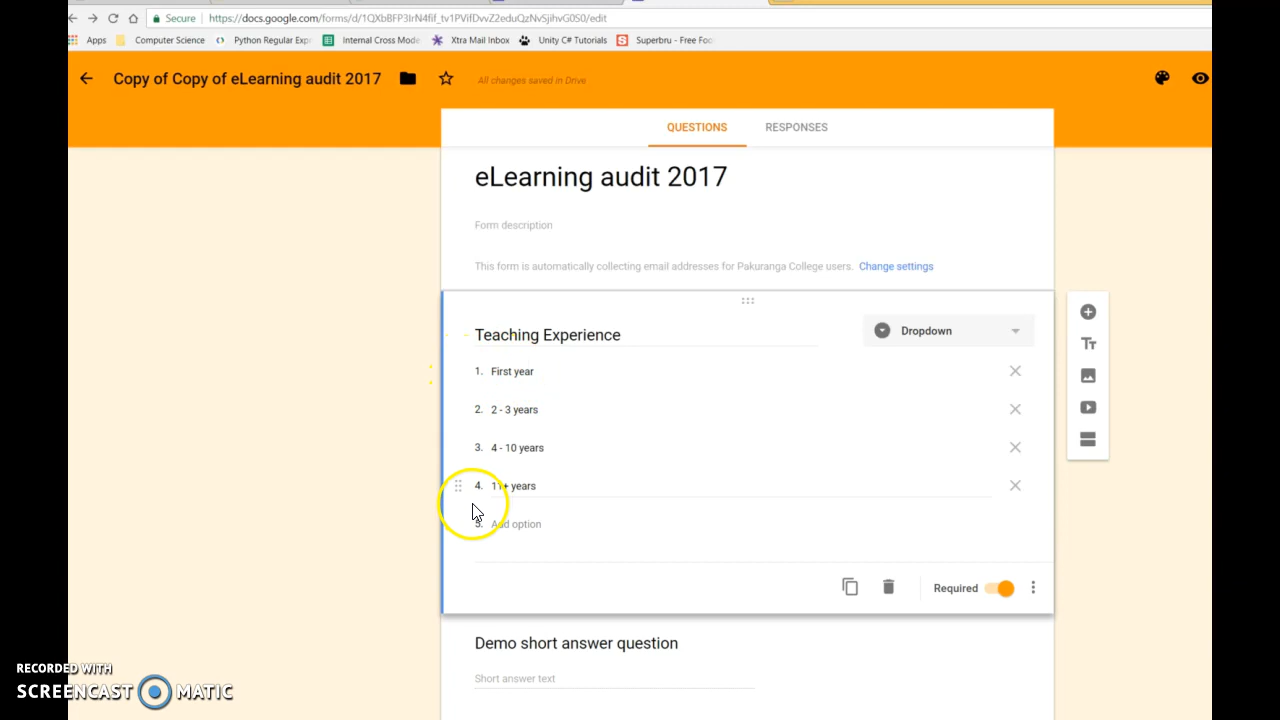 Secure https://docs.google.com/forms/d/1QXbBFP3IrN4fif_tv1PVifDvvZ2eduQzNvSjihvG0S0/edit
Apps Computer Science Python Regular Exp Internal Cross Mode Xtra Mail Inbox Unity C# Tutorials Superbru - Free Foo
Copy of Copy of eLearning audit 2017 All changes saved in Drive
QUESTIONS RESPONSES
eLearning audit 2017
Form description
This form is automatically collecting email addresses for Pakuranga College users. Change settings
Teaching Experience Dropdown
1. First year
2. 2 - 3 years
3. 4 - 10 years
4. 11+ years
5. Add option
Required
Demo short answer question
Short answer text
RECORDED WITH
SCREENCAST MATIC